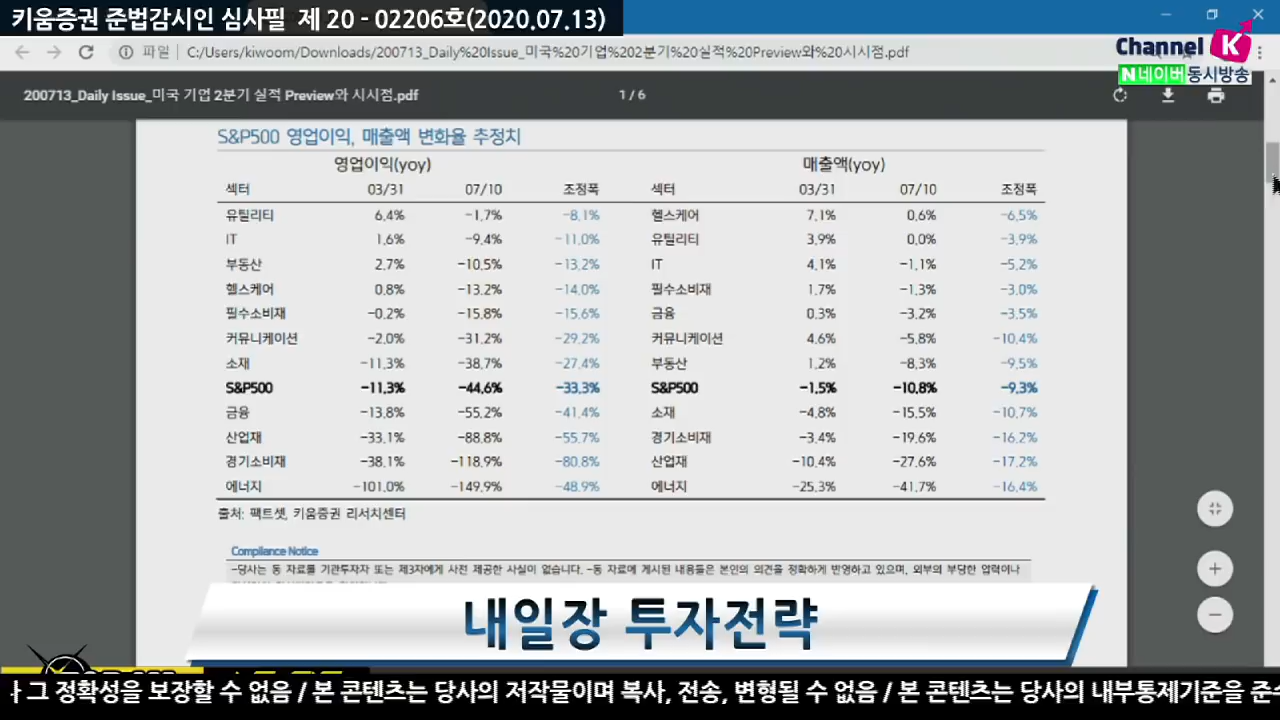 키움증권 준법감시인 심사필 제 20 - 02206호(2020.07.13)
파일 C:/Users/kiwoom/Downloads/200713_Daily%20Issue_미국%20기업%202분기%20실적%20Preview와%20시사점.pdf
Channel K
N네이버 동시방송
200713_Daily Issue_미국 기업 2분기 실적 Preview와 시사점.pdf 1 / 6
S&P500 영업이익, 매출액 변화율 추정치
영업이익(yoy) 매출액(yoy)
섹터 03/31 07/10 조정폭 섹터 03/31 07/10 조정폭
유틸리티 6.4% -1.7% -8.1% 헬스케어 7.1% 0.6% -6.5%
IT 1.6% -9.4% -11.0% 유틸리티 3.9% 0.0% -3.9%
부동산 2.7% -10.5% -13.2% IT 4.1% -1.1% -5.2%
헬스케어 0.8% -13.2% -14.0% 필수소비재 1.7% -1.3% -3.0%
필수소비재 -0.2% -15.8% -15.6% 금융 0.3% -3.2% -3.5%
커뮤니케이션 -2.0% -31.2% -29.2% 커뮤니케이션 4.6% -5.8% -10.4%
소재 -11.3% -38.7% -27.4% 부동산 1.2% -8.3% -9.5%
S&P500 -11.3% -44.6% -33.3% S&P500 -1.5% -10.8% -9.3%
금융 -13.8% -55.2% -41.4% 소재 -4.8% -15.5% -10.7%
산업재 -33.1% -88.8% -55.7% 경기소비재 -3.4% -19.6% -16.2%
경기소비재 -38.1% -118.9% -80.8% 산업재 -10.4% -27.6% -17.2%
에너지 -101.0% -149.9% -48.9% 에너지 -25.3% -41.7% -16.4%
출처: 팩트셋, 키움증권 리서치센터
Compliance Notice
-당사는 동 자료를 기관투자자 또는 제3자에게 사전 제공한 사실이 없습니다. -동 자료에 게시된 내용들은 본인의 의견을 정확하게 반영하고 있으며, 외부의 부당한 압력이나
내일장 투자전략
그 정확성을 보장할 수 없음 / 본 콘텐츠는 당사의 저작물이며 복사, 전송, 변형될 수 없음 / 본 콘텐츠는 당사의 내부통제기준을 준수